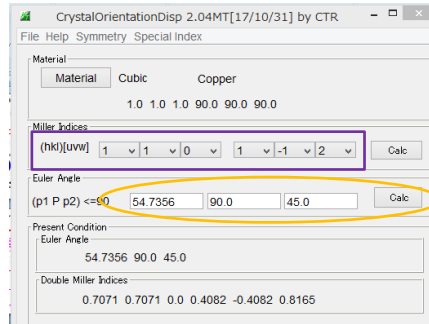 CrystalOrientationDisp 2.04MT[17/10/31] by CTR
File Help Symmetry Special Index
Material
Material Cubic Copper
1.0 1.0 1.0 90.0 90.0 90.0
Miller Indices
(hkl)[uvw] 1 1 0 1 -1 2 Calc
Euler Angle
(p1 P p2) <=90 54.7356 90.0 45.0 Calc
Present Condition
Euler Angle
54.7356 90.0 45.0
Double Miller Indices
0.7071 0.7071 0.0 0.4082 -0.4082 0.8165